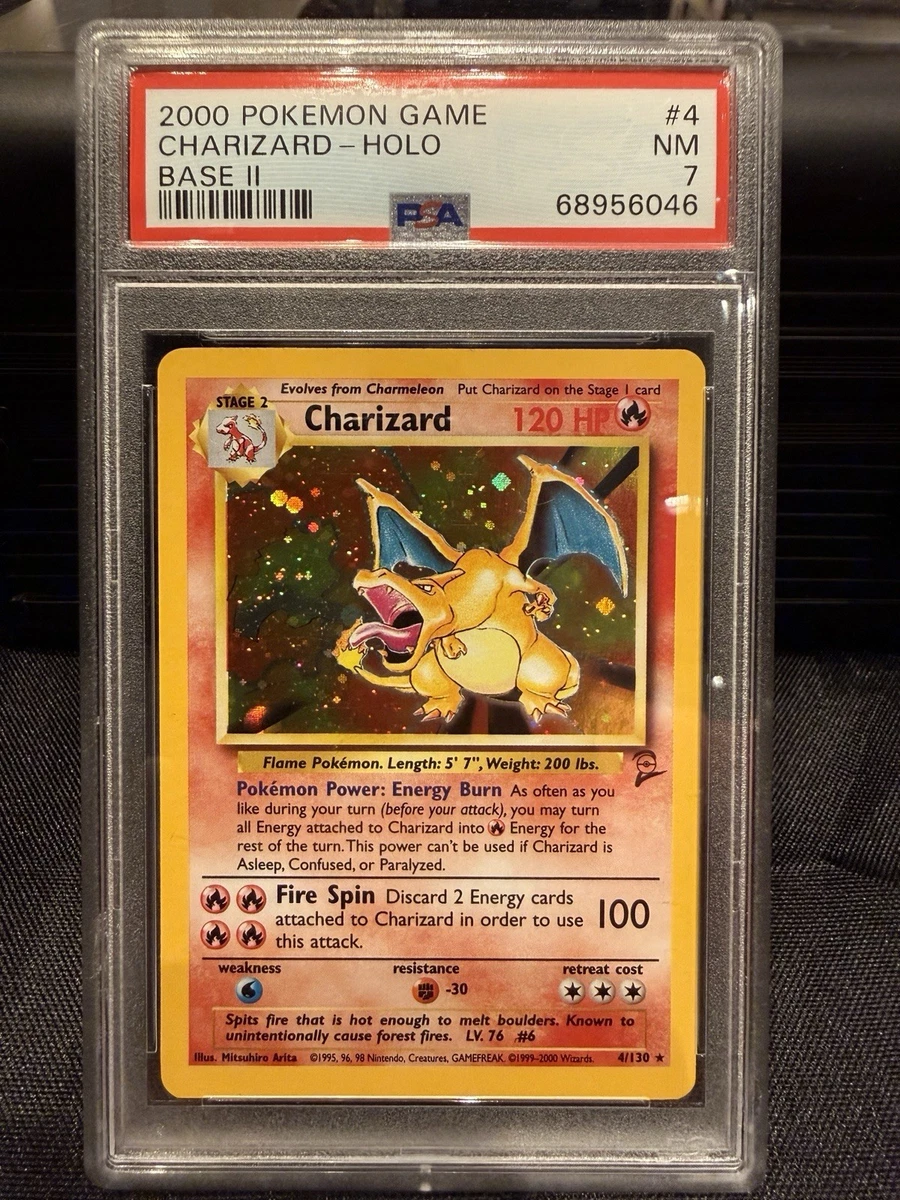 2000 POKEMON GAME #4
CHARIZARD – HOLO NM
BASE II 7
68956046
PSA
Evolves from Charmeleon Put Charizard on the Stage 1 card
STAGE 2
Charizard 120 HP
Flame Pokémon. Length: 5' 7", Weight: 200 lbs.
Pokémon Power: Energy Burn As often as you
like during your turn (before your attack), you may turn
all Energy attached to Charizard into Energy for the
rest of the turn. This power can't be used if Charizard is
Asleep, Confused, or Paralyzed.
Fire Spin Discard 2 Energy cards
attached to Charizard in order to use 100
this attack.
weakness resistance retreat cost
-30
Spits fire that is hot enough to melt boulders. Known to
unintentionally cause forest fires. LV. 76 #6
Illus. Mitsuhiro Arita ©1995, 96, 98 Nintendo, Creatures, GAMEFREAK. ©1999-2000 Wizards. 4/130 ★